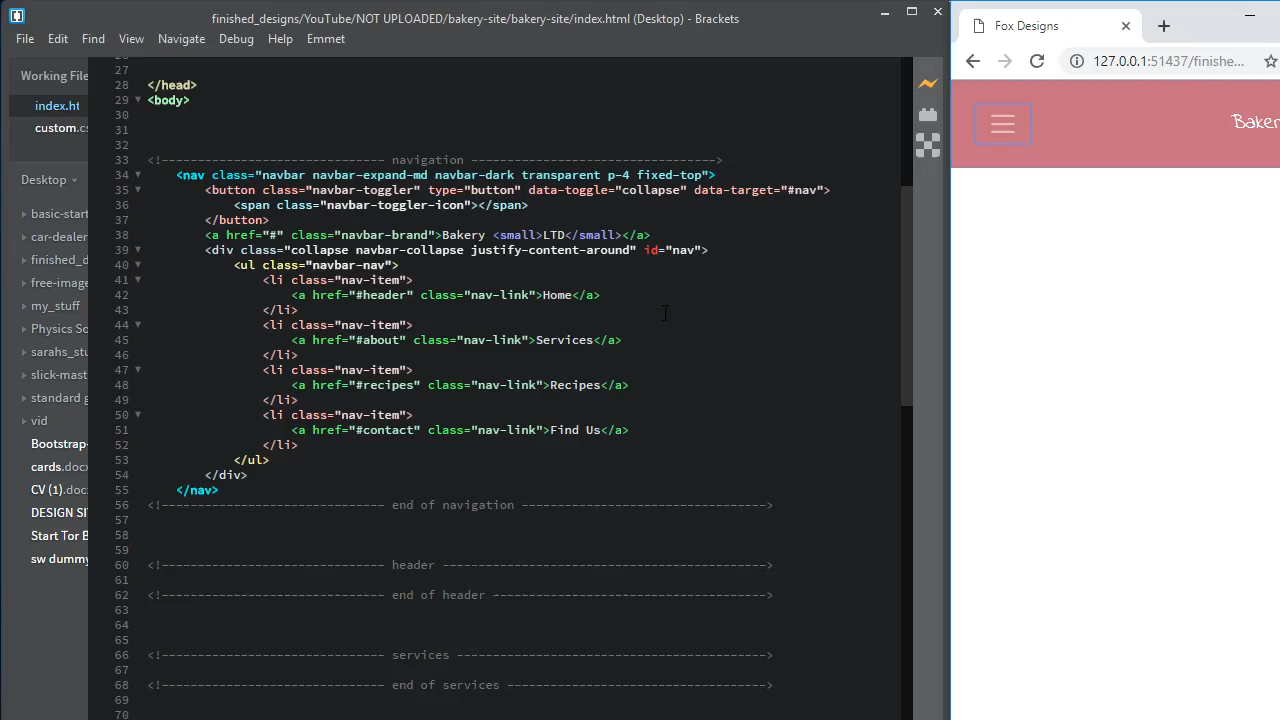 finished_designs/YouTube/NOT UPLOADED/bakery-site/bakery-site/index.html (Desktop) - Brackets
File Edit Find View Navigate Debug Help Emmet
Working File
index.ht
custom.cs
Desktop
basic-start
car-dealer
finished_d
free-image
my_stuff
Physics So
sarahs_stu
slick-mast
standard g
vid
Bootstrap-
cards.docx
CV (1).doc
DESIGN SI
Start Tor B
sw dummy
27
28 </head>
29 <body>
30
31
32
33 <!------------------------------- navigation ---------------------------------->
34 <nav class="navbar navbar-expand-md navbar-dark transparent p-4 fixed-top">
35 <button class="navbar-toggler" type="button" data-toggle="collapse" data-target="#nav">
36 <span class="navbar-toggler-icon"></span>
37 </button>
38 <a href="#" class="navbar-brand">Bakery <small>LTD</small></a>
39 <div class="collapse navbar-collapse justify-content-around" id="nav">
40 <ul class="navbar-nav">
41 <li class="nav-item">
42 <a href="#header" class="nav-link">Home</a>
43 </li>
44 <li class="nav-item">
45 <a href="#about" class="nav-link">Services</a>
46 </li>
47 <li class="nav-item">
48 <a href="#recipes" class="nav-link">Recipes</a>
49 </li>
50 <li class="nav-item">
51 <a href="#contact" class="nav-link">Find Us</a>
52 </li>
53 </ul>
54 </div>
55 </nav>
56 <!------------------------------- end of navigation ---------------------------------->
57
58
59
60 <!------------------------------- header --------------------------------------------->
61
62 <!------------------------------- end of header -------------------------------------->
63
64
65
66 <!------------------------------- services ------------------------------------------->
67
68 <!------------------------------- end of services ------------------------------------>
69
70
Fox Designs
127.0.0.1:51437/finishe...
Baker